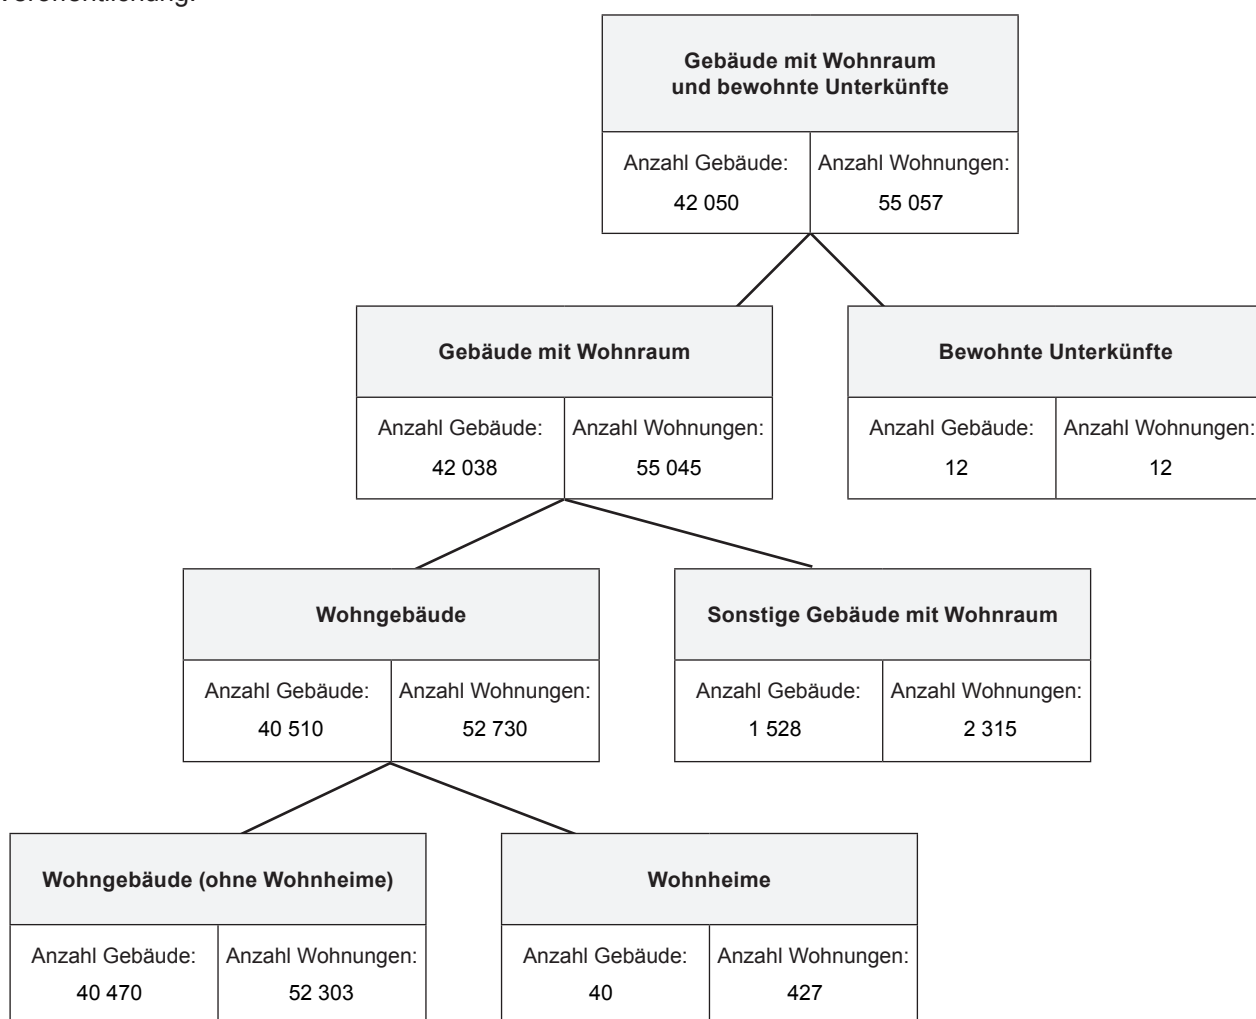 Veröffentlichung.
Gebäude mit Wohnraum
und bewohnte Unterkünfte
Anzahl Gebäude: Anzahl Wohnungen:
42 050 55 057
Gebäude mit Wohnraum Bewohnte Unterkünfte
Anzahl Gebäude: Anzahl Wohnungen: Anzahl Gebäude: Anzahl Wohnungen:
42 038 55 045 12 12
Wohngebäude Sonstige Gebäude mit Wohnraum
Anzahl Gebäude: Anzahl Wohnungen: Anzahl Gebäude: Anzahl Wohnungen:
40 510 52 730 1 528 2 315
Wohngebäude (ohne Wohnheime) Wohnheime
Anzahl Gebäude: Anzahl Wohnungen: Anzahl Gebäude: Anzahl Wohnungen:
40 470 52 303 40 427